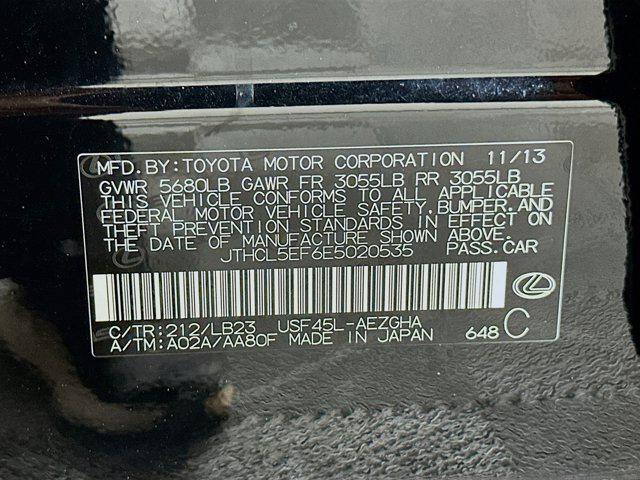 MFD.BY:TOYOTA MOTOR CORPORATION 11/13
GVWR 5680LB GAWR FR 3055LB RR 3055LB
THIS VEHICLE CONFORMS TO ALL APPLICABLE
FEDERAL MOTOR VEHICLE SAFETY,BUMPER,AND
THEFT PREVENTION STANDARDS IN EFFECT ON
THE DATE OF MANUFACTURE SHOWN ABOVE.
JTHCL5EF6E5020535 PASS.CAR
C/TR:212/LB23 USF45L-AEZGHA
A/TM:A02A/AA80F MADE IN JAPAN 648 C